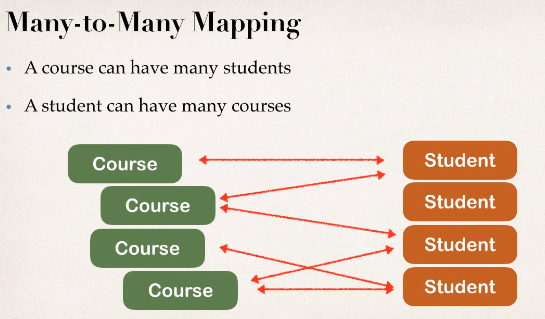 Many-to-Many Mapping
• A course can have many students
• A student can have many courses
Course
Student
Course
Student
Course
Student
Course
Student